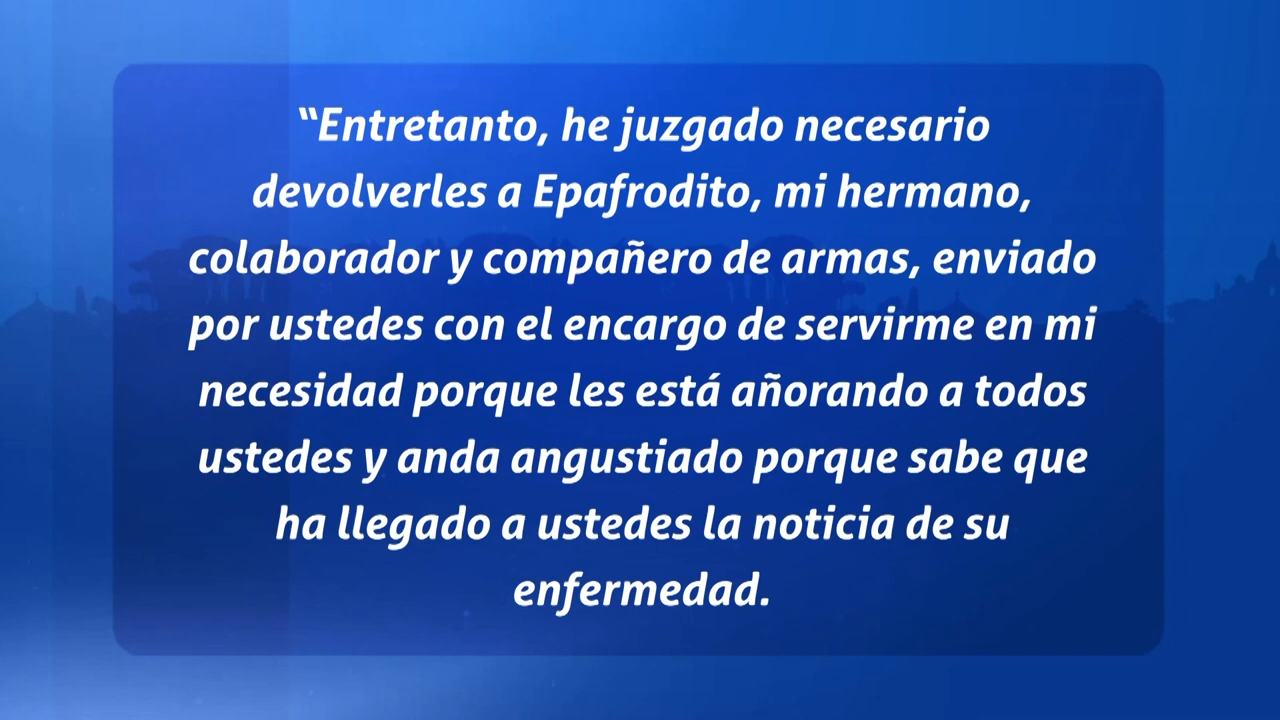 “Entretanto, he juzgado necesario
devolverles a Epafrodito, mi hermano,
colaborador y compañero de armas, enviado
por ustedes con el encargo de servirme en mi
necesidad porque les está añorando a todos
ustedes y anda angustiado porque sabe que
ha llegado a ustedes la noticia de su
enfermedad.